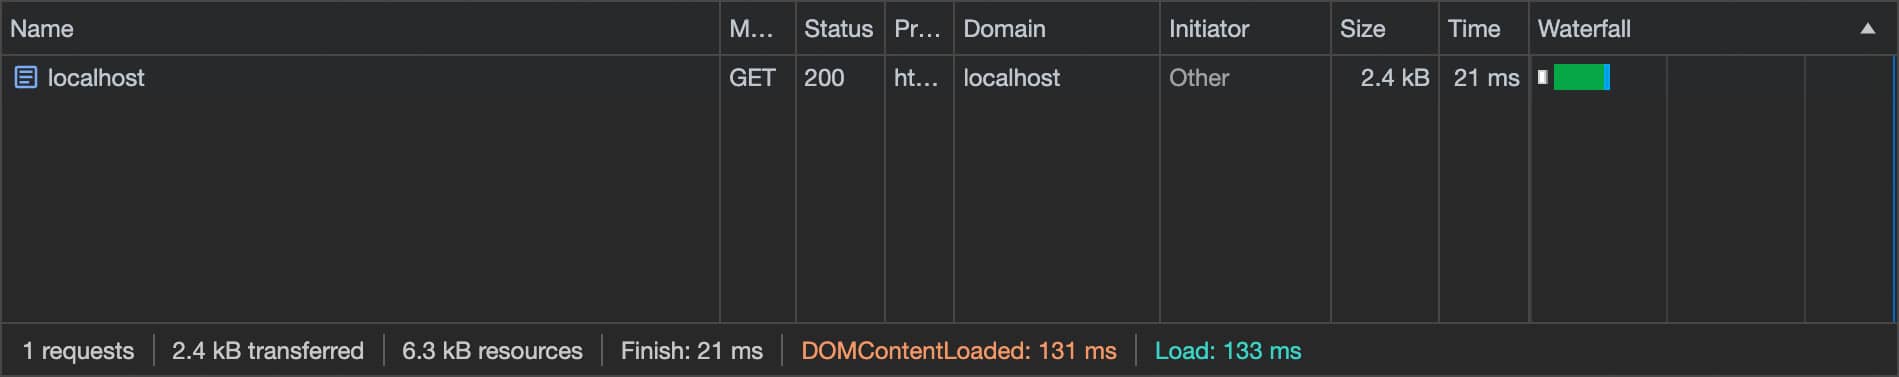 Name M... Status Pr... Domain Initiator Size Time Waterfall
localhost GET 200 ht... localhost Other 2.4 kB 21 ms
1 requests 2.4 kB transferred 6.3 kB resources Finish: 21 ms DOMContentLoaded: 131 ms Load: 133 ms